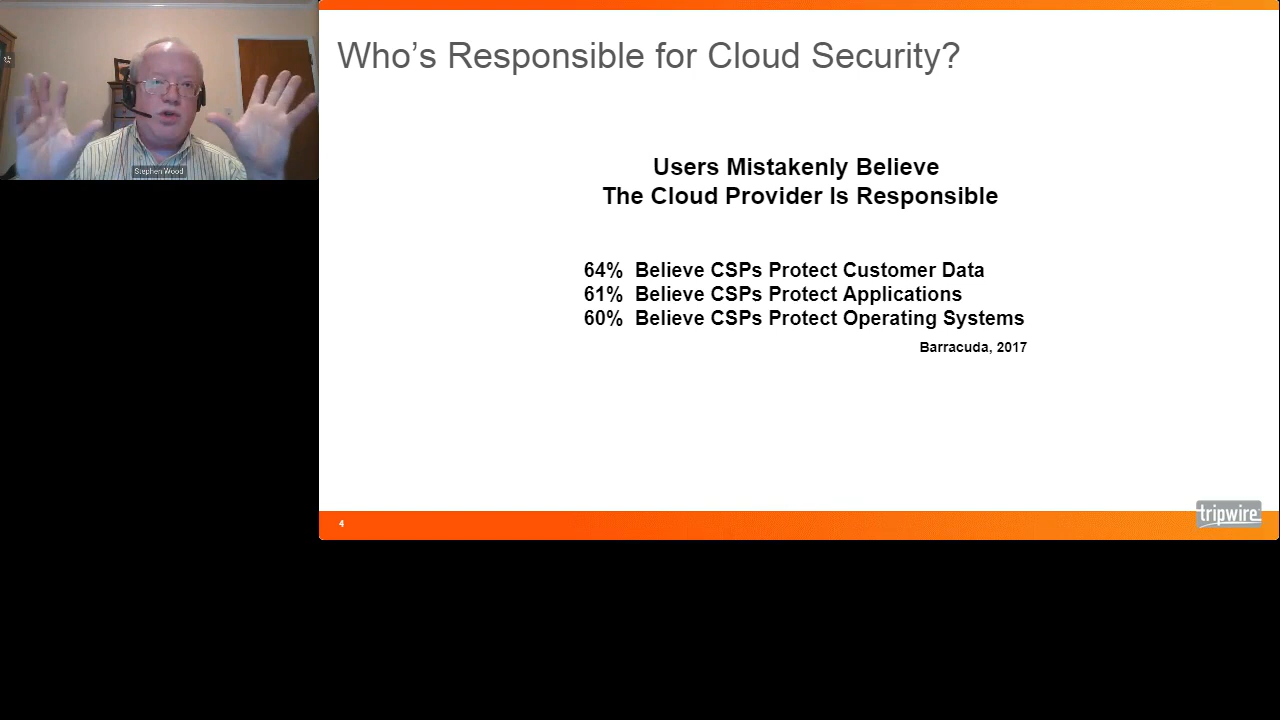 Stephen Wood
Who's Responsible for Cloud Security?
Users Mistakenly Believe
The Cloud Provider Is Responsible
64% Believe CSPs Protect Customer Data
61% Believe CSPs Protect Applications
60% Believe CSPs Protect Operating Systems
Barracuda, 2017
4
tripwire